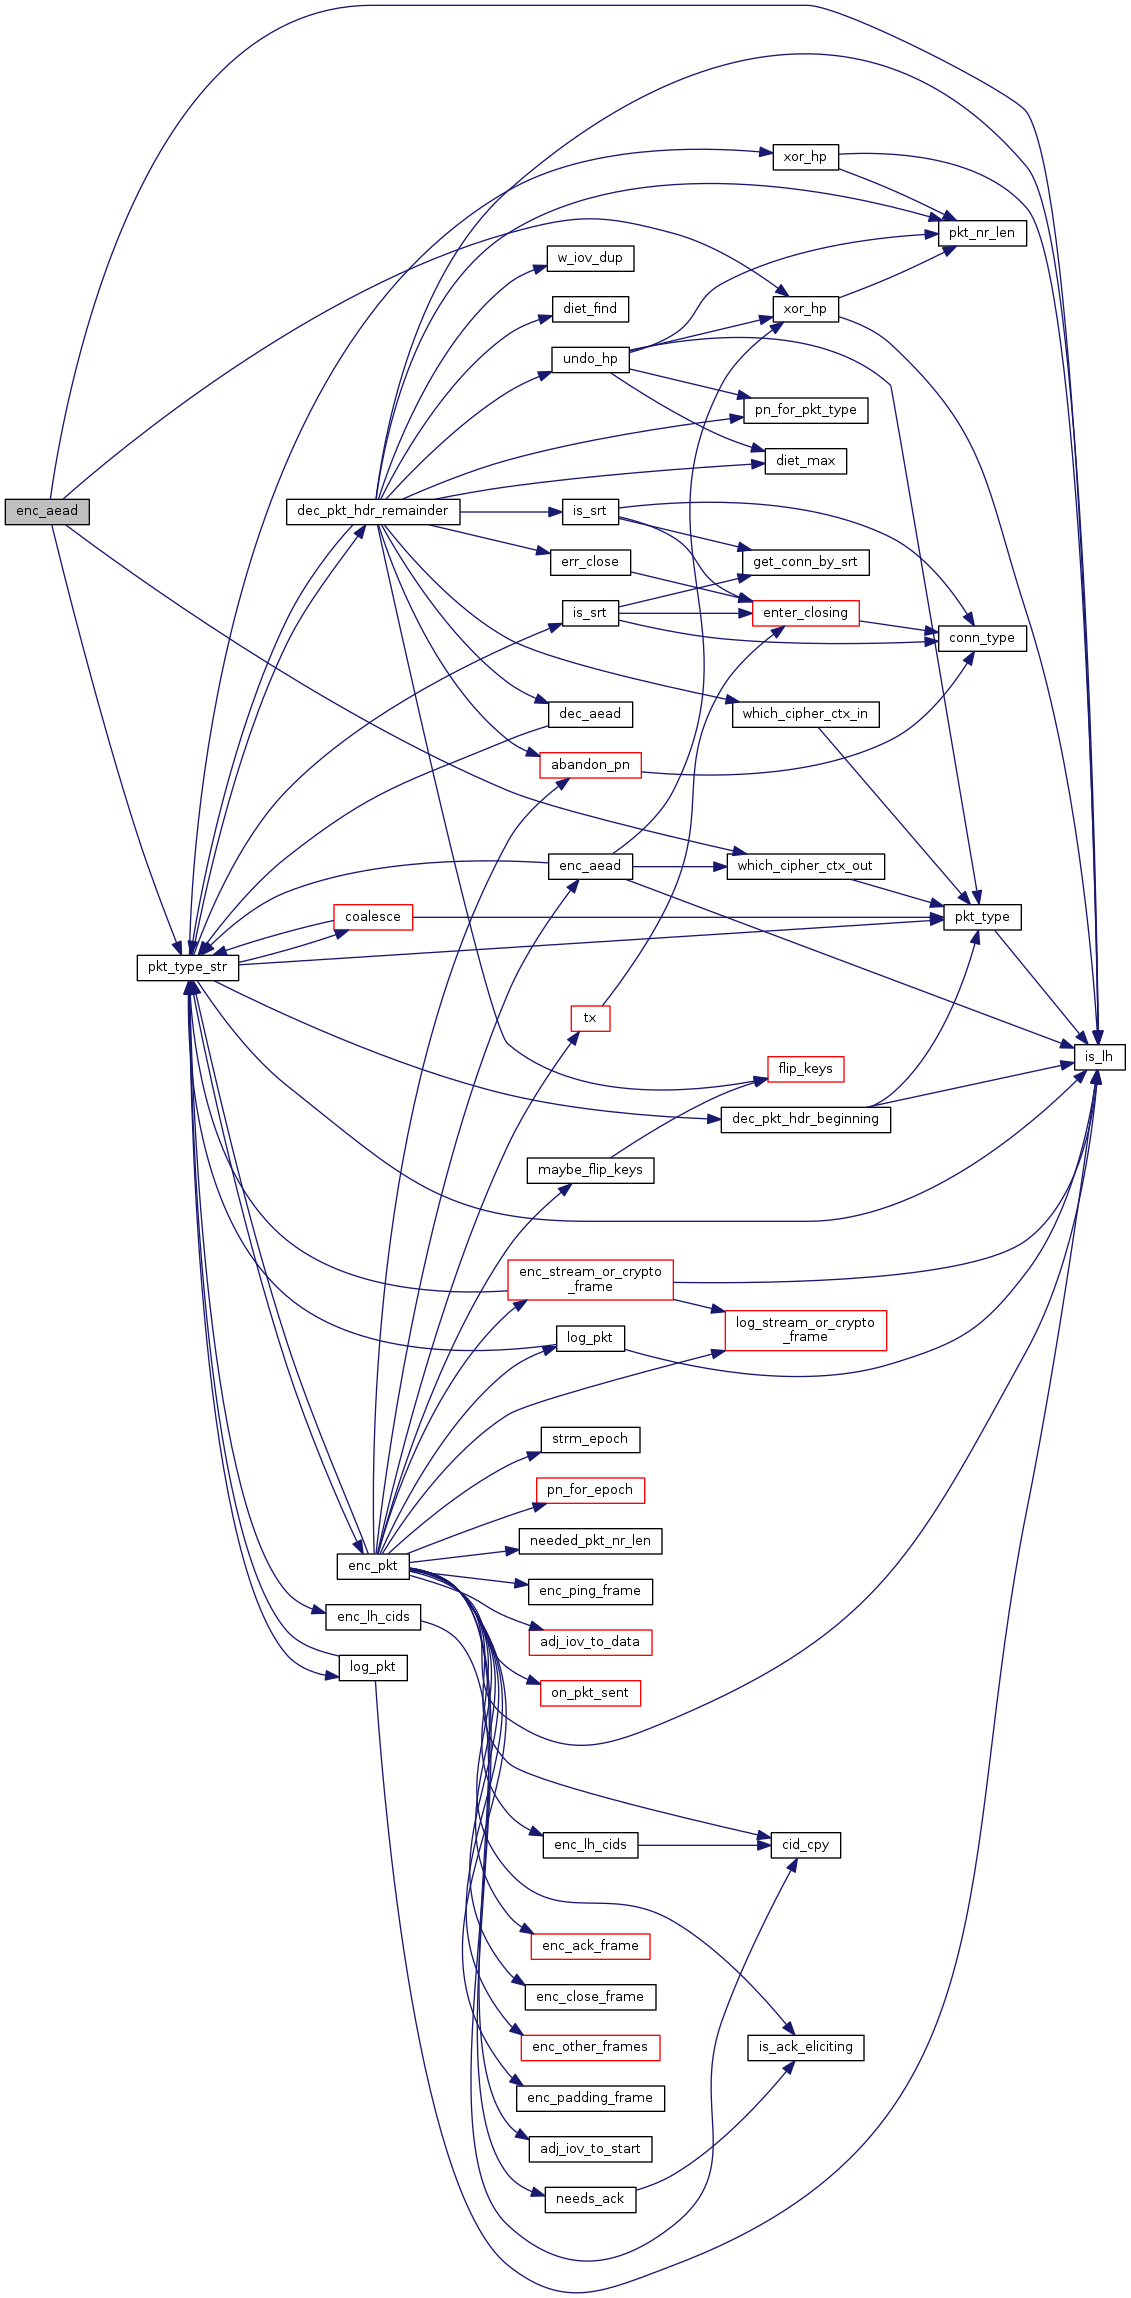 xor_hp
pkt_nr_len
w_iov_dup
diet_find
xor_hp
undo_hp
pn_for_pkt_type
diet_max
enc_aead
dec_pkt_hdr_remainder
is_srt
err_close
get_conn_by_srt
is_srt
enter_closing
conn_type
dec_aead
which_cipher_ctx_in
abandon_pn
enc_aead
which_cipher_ctx_out
coalesce
pkt_type
pkt_type_str
tx
is_lh
flip_keys
dec_pkt_hdr_beginning
maybe_flip_keys
enc_stream_or_crypto
_frame
log_stream_or_crypto
_frame
log_pkt
strm_epoch
pn_for_epoch
needed_pkt_nr_len
enc_pkt
enc_ping_frame
enc_lh_cids
adj_iov_to_data
log_pkt
on_pkt_sent
enc_lh_cids
cid_cpy
enc_ack_frame
enc_close_frame
enc_other_frames
is_ack_eliciting
enc_padding_frame
adj_iov_to_start
needs_ack